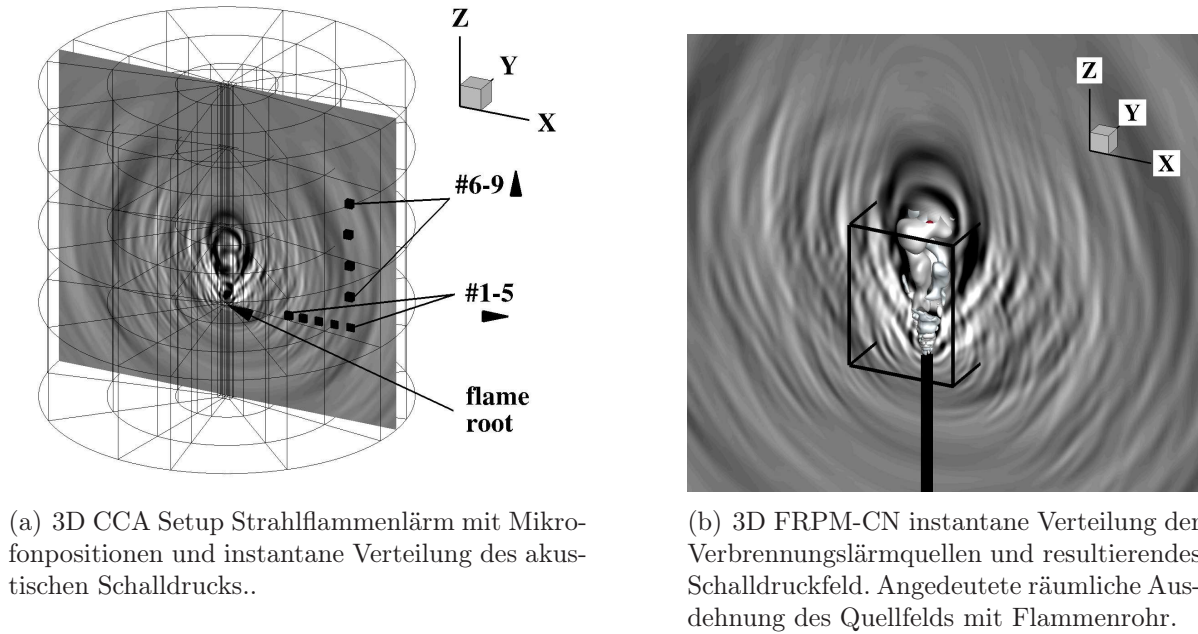 Z
Y
X
#6-9
#1-5
flame
root
(a) 3D CCA Setup Strahlflammenlärm mit Mikro-
fonpositionen und instantane Verteilung des akus-
tischen Schalldrucks..
Z
Y
X
(b) 3D FRPM-CN instantane Verteilung der
Verbrennungslärmquellen und resultierendes
Schalldruckfeld. Angedeutete räumliche Aus-
dehnung des Quellfelds mit Flammenrohr.